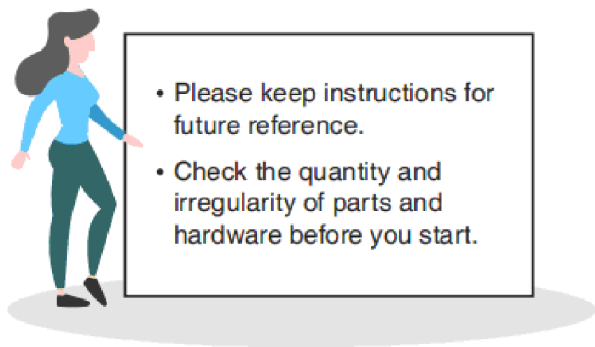 • Please keep instructions for
future reference.
• Check the quantity and
irregularity of parts and
hardware before you start.